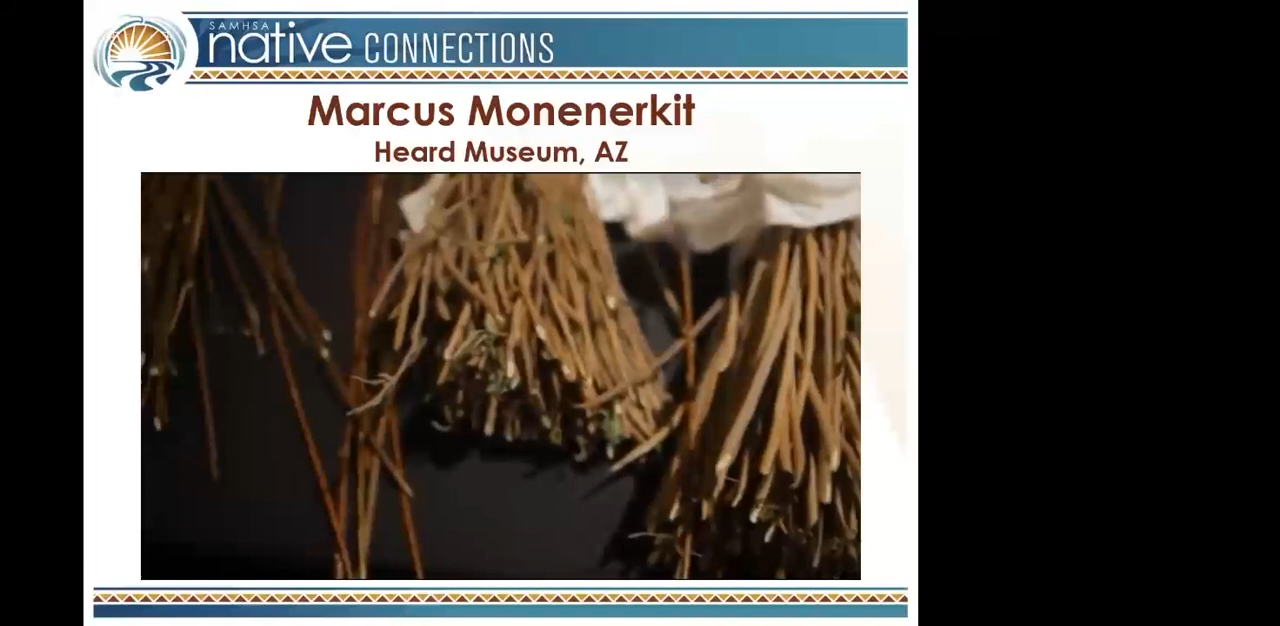 SAMHSA
native CONNECTIONS
Marcus Monenerkit
Heard Museum, AZ